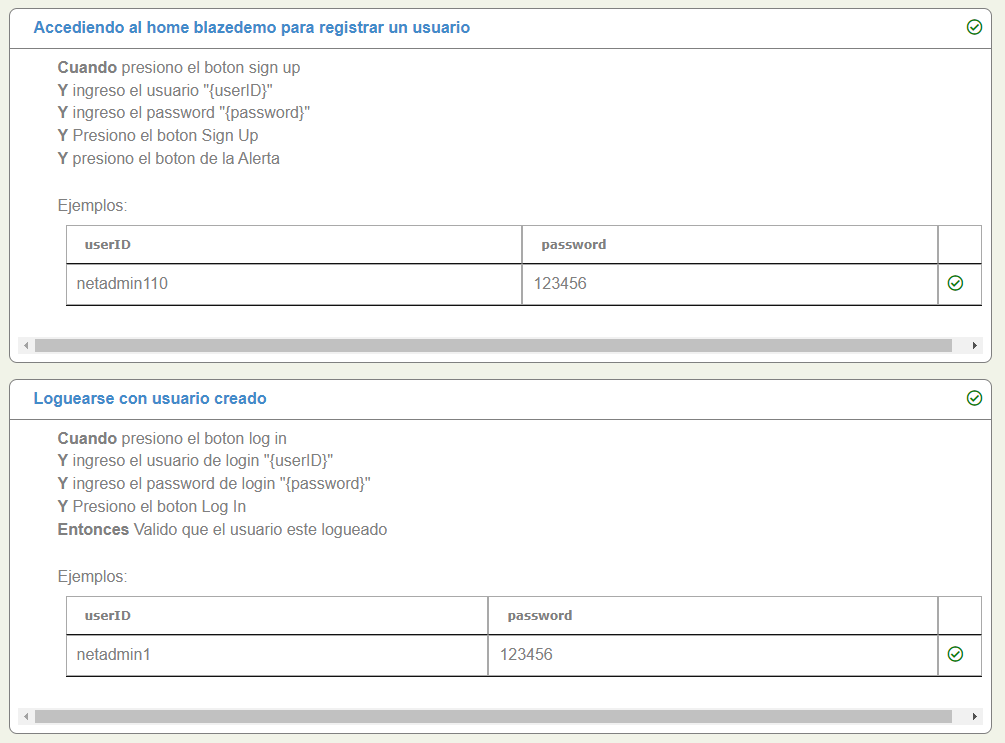 Accediendo al home blazedemo para registrar un usuario
Cuando presiono el boton sign up
Y ingreso el usuario "{userID}"
Y ingreso el password "{password}"
Y Presiono el boton Sign Up
Y presiono el boton de la Alerta
Ejemplos:
userID password
netadmin110 123456
Loguearse con usuario creado
Cuando presiono el boton log in
Y ingreso el usuario de login "{userID}"
Y ingreso el password de login "{password}"
Y Presiono el boton Log In
Entonces Valido que el usuario este logueado
Ejemplos:
userID password
netadmin1 123456